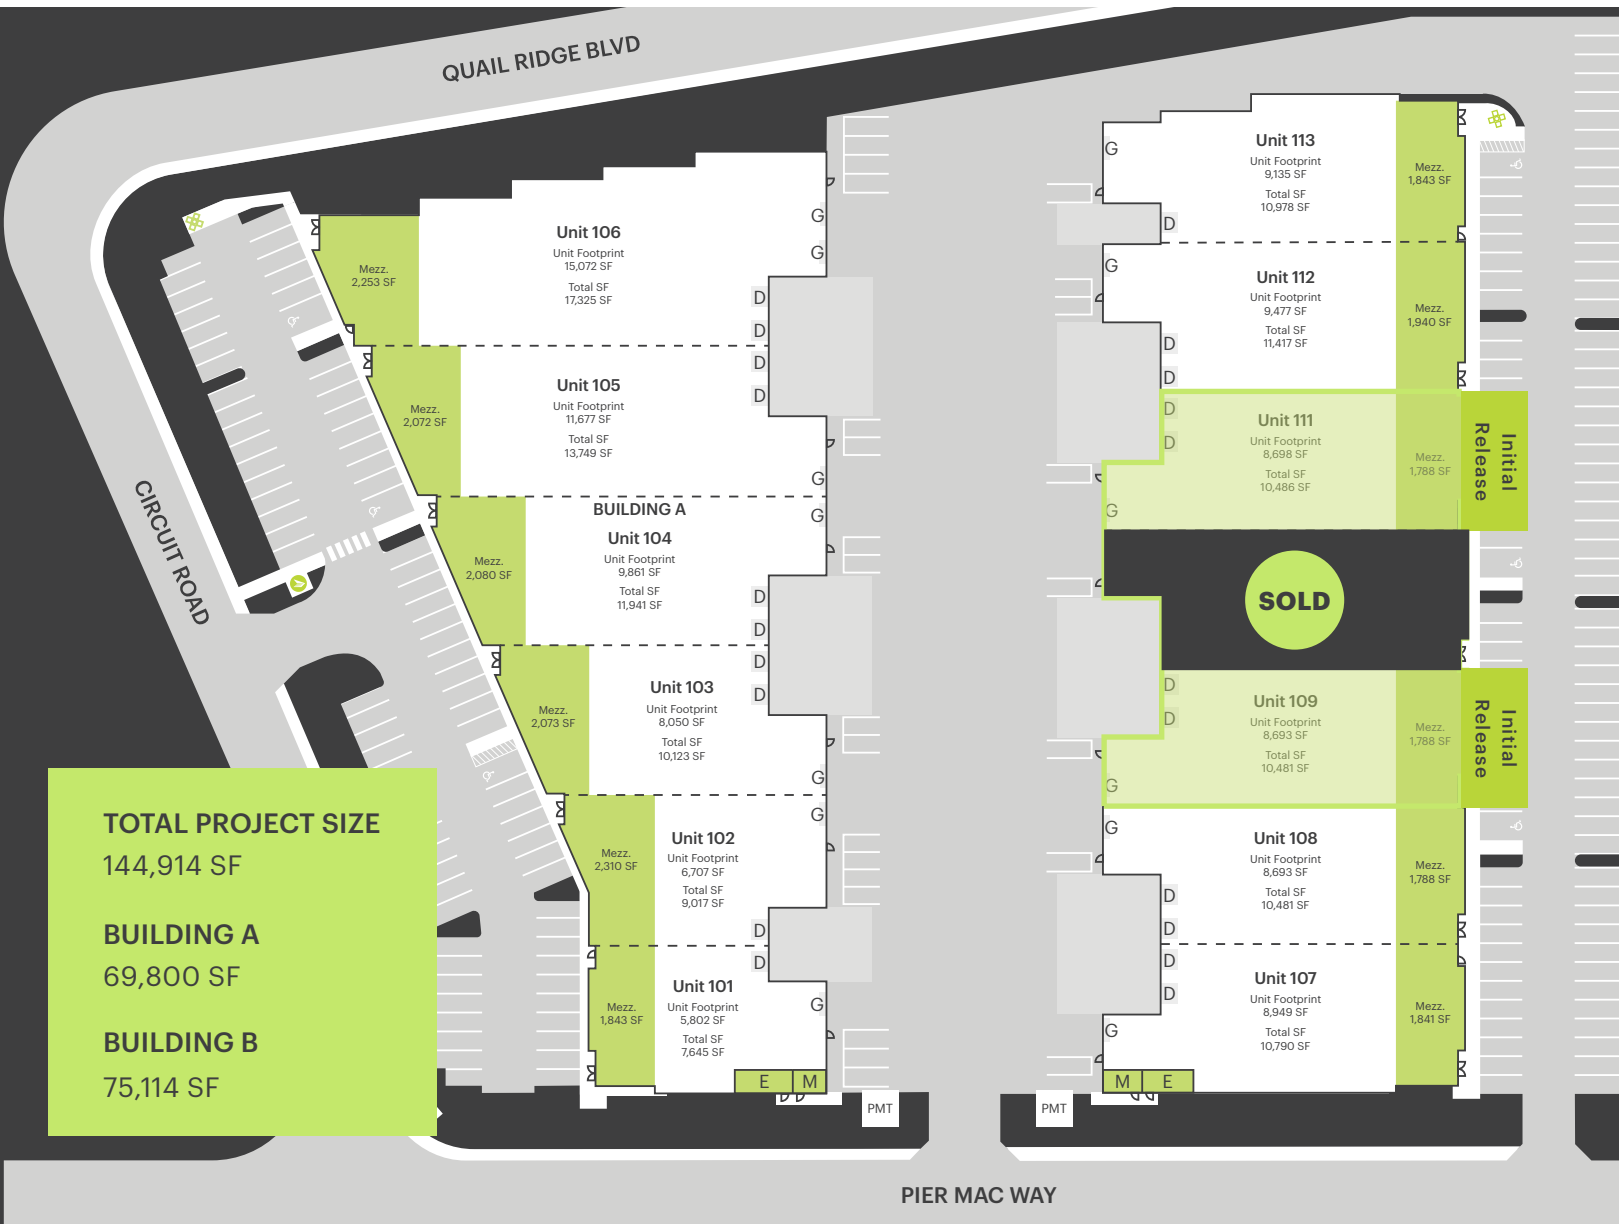 QUAIL RIDGE BLVD
CIRCUIT ROAD
Unit 106
Unit Footprint
15,072 SF
Total SF
17,325 SF
Mezz.
2,253 SF
G
G
D
D
Unit 105
Unit Footprint
11,677 SF
Total SF
13,749 SF
Mezz.
2,072 SF
D
D
G
BUILDING A
Unit 104
Unit Footprint
9,861 SF
Total SF
11,941 SF
Mezz.
2,080 SF
G
D
D
Unit 103
Unit Footprint
8,050 SF
Total SF
10,123 SF
Mezz.
2,073 SF
D
D
G
Unit 102
Unit Footprint
6,707 SF
Total SF
9,017 SF
Mezz.
2,310 SF
G
D
Unit 101
Unit Footprint
5,802 SF
Total SF
7,645 SF
Mezz.
1,843 SF
D
G
E
M
PMT
Unit 113
Unit Footprint
9,135 SF
Total SF
10,978 SF
Mezz.
1,843 SF
G
D
Unit 112
Unit Footprint
9,477 SF
Total SF
11,417 SF
Mezz.
1,940 SF
G
D
D
Unit 111
Unit Footprint
8,698 SF
Total SF
10,486 SF
Mezz.
1,788 SF
D
D
G
Initial
Release
SOLD
Unit 109
Unit Footprint
8,693 SF
Total SF
10,481 SF
Mezz.
1,788 SF
D
D
G
Initial
Release
Unit 108
Unit Footprint
8,693 SF
Total SF
10,481 SF
Mezz.
1,788 SF
G
D
D
Unit 107
Unit Footprint
8,949 SF
Total SF
10,790 SF
Mezz.
1,841 SF
D
D
G
M
E
PMT
TOTAL PROJECT SIZE
144,914 SF
BUILDING A
69,800 SF
BUILDING B
75,114 SF
PIER MAC WAY